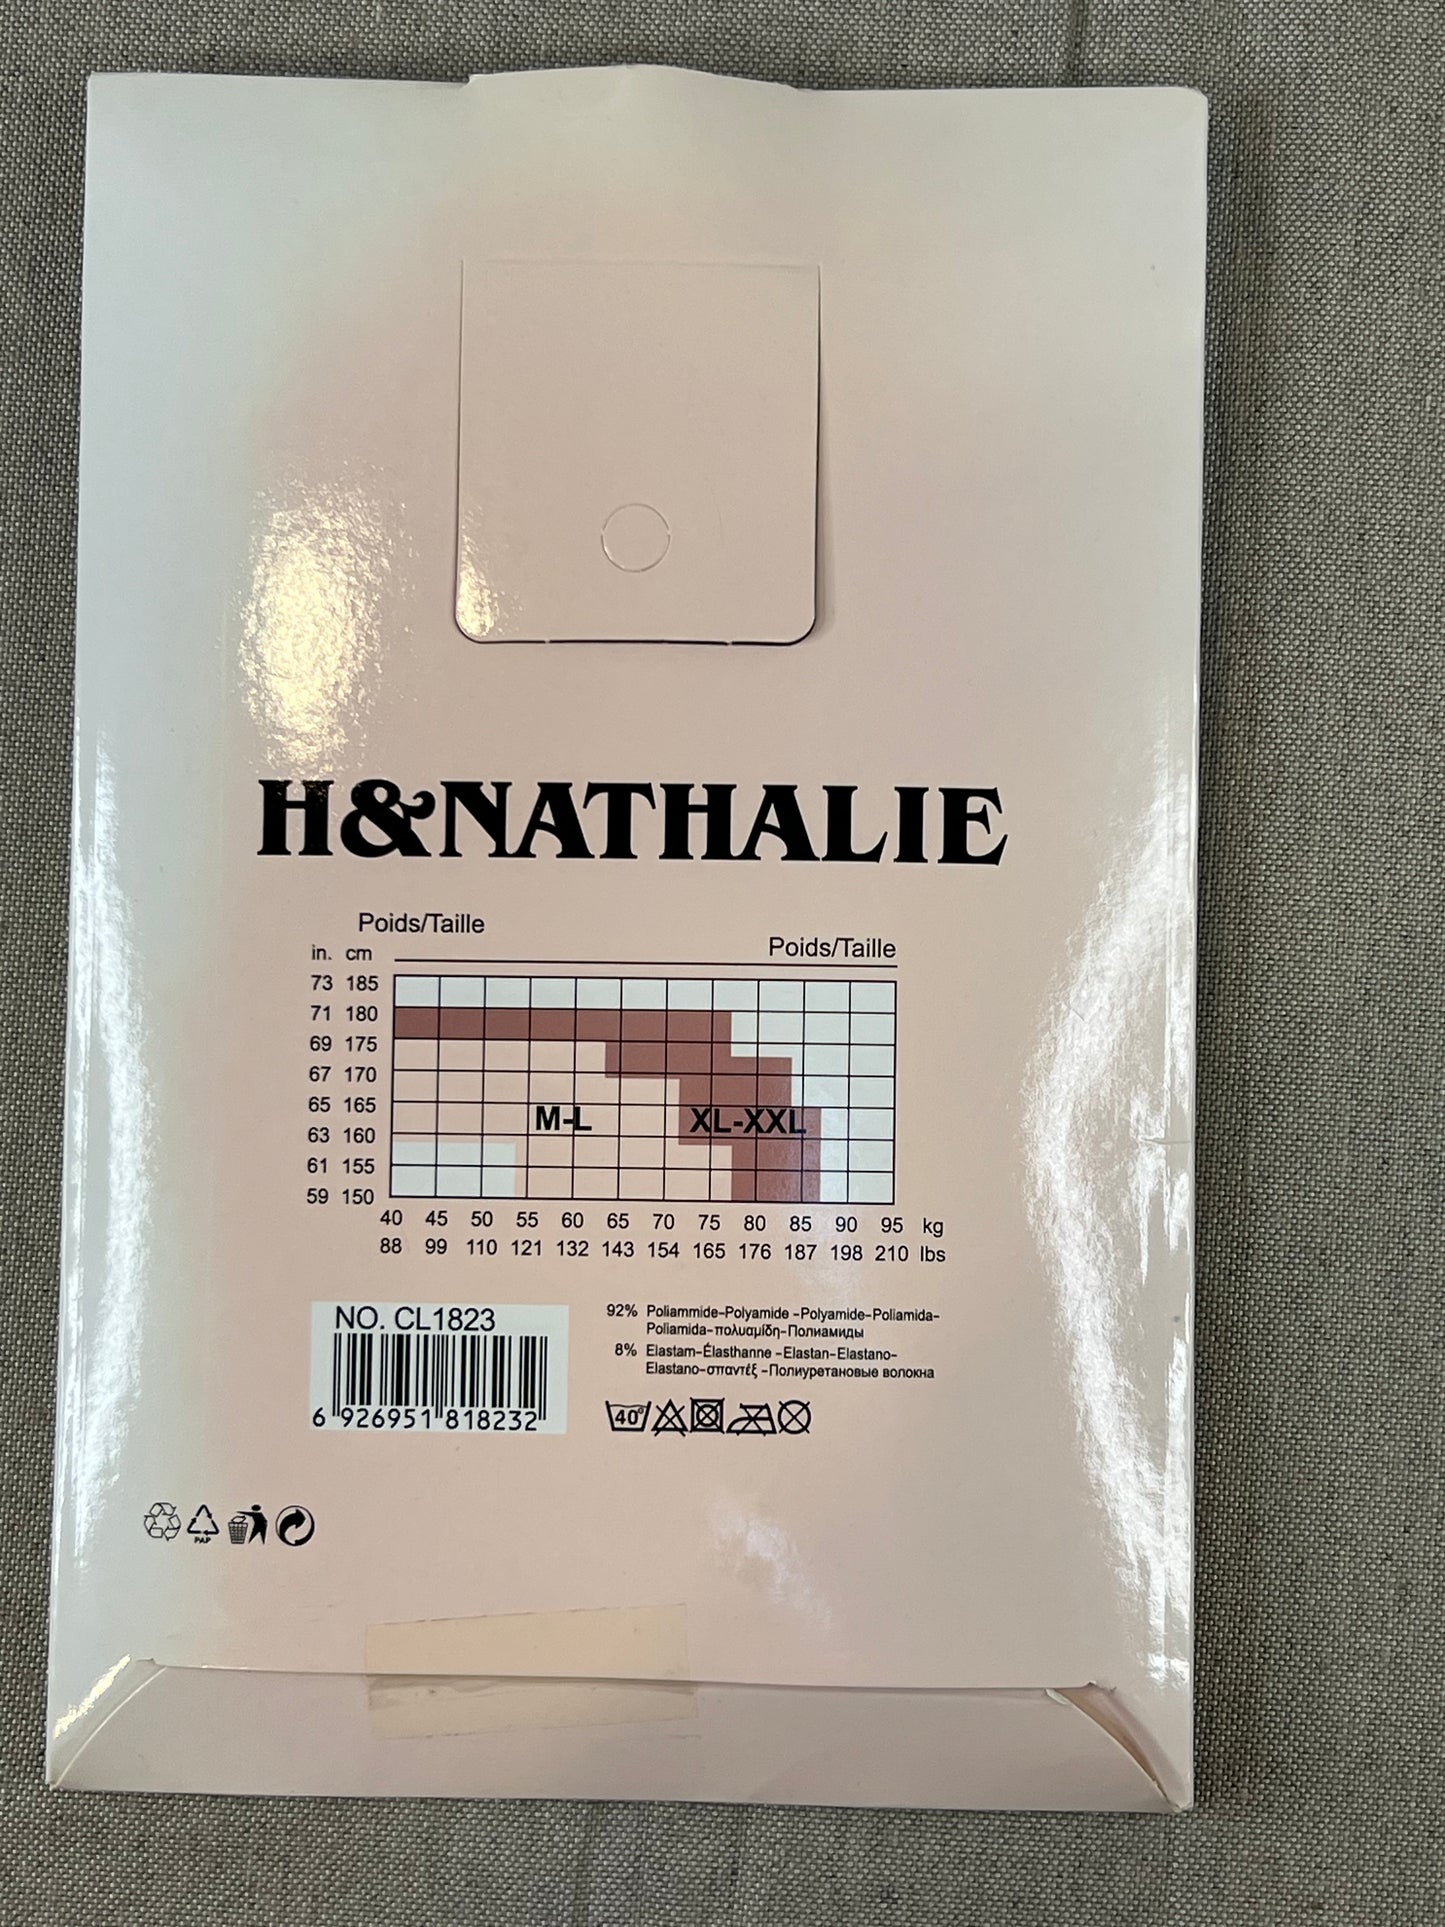 H&NATHALIE
Poids/Taille
Poids/Taille
in. cm
73 185
71 180
69 175
67 170
65 165
63 160
61 155
59 150
M-L
XL-XXL
40 45 50 55 60 65 70 75 80 85 90 95 kg
88 99 110 121 132 143 154 165 176 187 198 210 lbs
NO. CL1823
6 926951 818232
92% Poliammide-Polyamide -Polyamide-Poliamida-
Poliamida-πολυαμίδη-Полиамиды
8% Elastam-Élasthanne -Elastan-Elastano-
Elastano-σπαντέξ -Полиуретановые волокна
40°
PAP